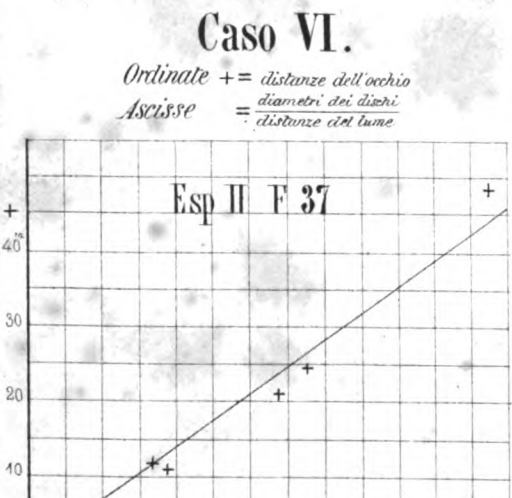 Caso VI.
Ordinate += distanze dell'occhio
Ascisse = diametri dei dischi
distanze del lume
Esp II F 37
+
40m
30
20
10